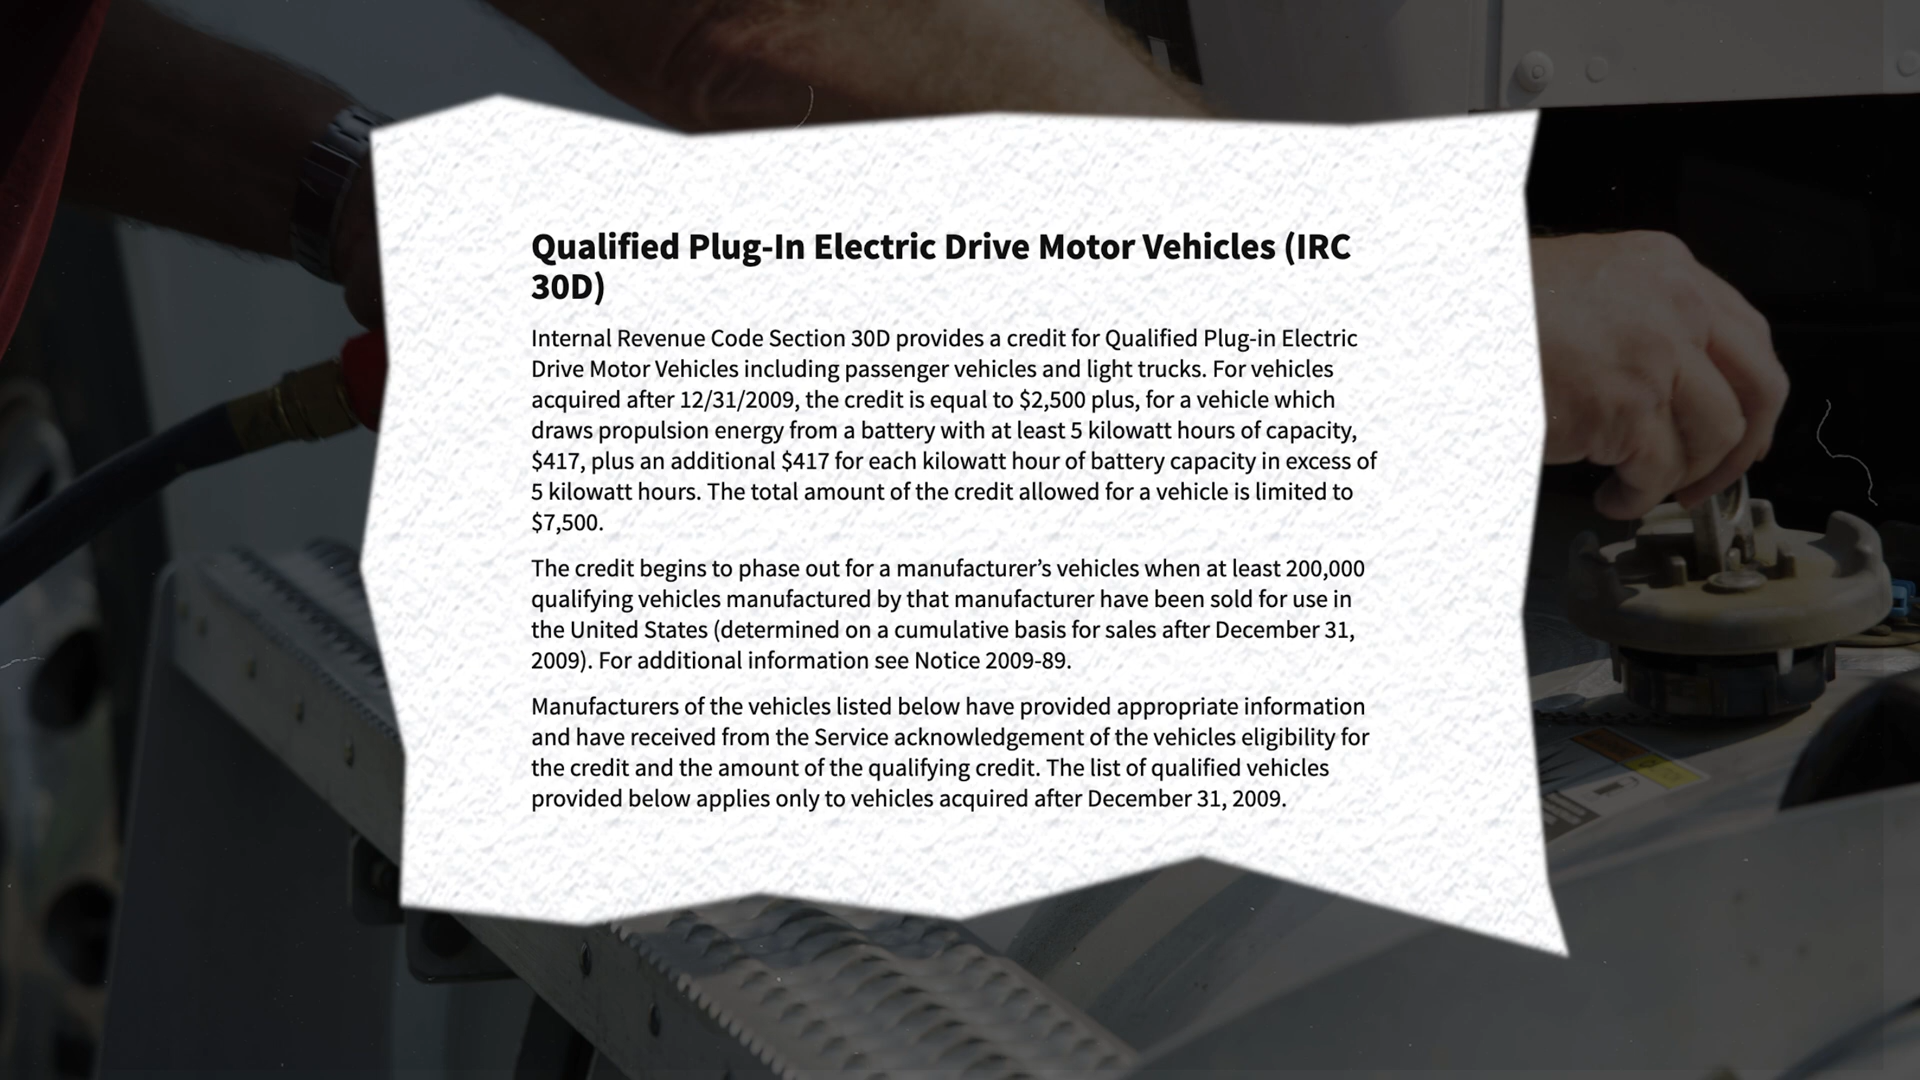 Qualified Plug-In Electric Drive Motor Vehicles (IRC
30D)
Internal Revenue Code Section 30D provides a credit for Qualified Plug-in Electric
Drive Motor Vehicles including passenger vehicles and light trucks. For vehicles
acquired after 12/31/2009, the credit is equal to $2,500 plus, for a vehicle which
draws propulsion energy from a battery with at least 5 kilowatt hours of capacity,
$417, plus an additional $417 for each kilowatt hour of battery capacity in excess of
5 kilowatt hours. The total amount of the credit allowed for a vehicle is limited to
$7,500.
The credit begins to phase out for a manufacturer’s vehicles when at least 200,000
qualifying vehicles manufactured by that manufacturer have been sold for use in
the United States (determined on a cumulative basis for sales after December 31,
2009). For additional information see Notice 2009-89.
Manufacturers of the vehicles listed below have provided appropriate information
and have received from the Service acknowledgement of the vehicles eligibility for
the credit and the amount of the qualifying credit. The list of qualified vehicles
provided below applies only to vehicles acquired after December 31, 2009.